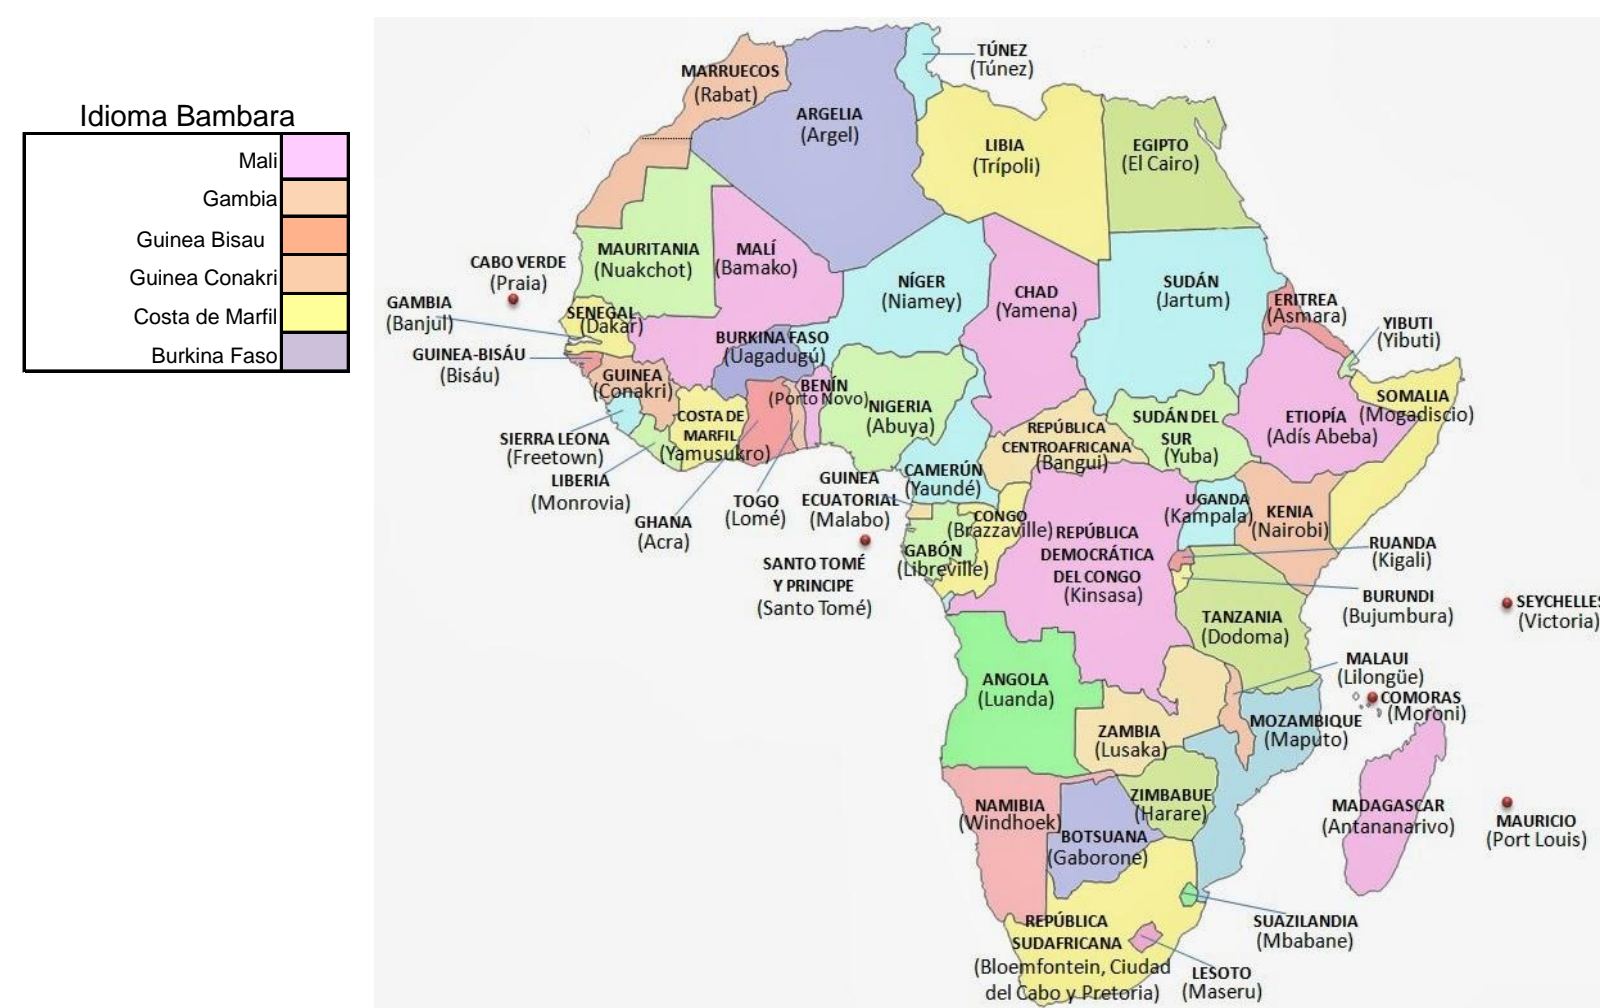 Idioma Bambara
Mali
Gambia
Guinea Bisau
Guinea Conakri
Costa de Marfil
Burkina Faso
TÚNEZ
(Túnez)
MARRUECOS
(Rabat)
ARGELIA
(Argel)
LIBIA
(Trípoli)
EGIPTO
(El Cairo)
MAURITANIA
(Nuakchot)
MALÍ
(Bamako)
CABO VERDE
(Praia)
NÍGER
(Niamey)
CHAD
(Yamena)
SUDÁN
(Jartum)
ERITREA
(Asmara)
YIBUTI
(Yibuti)
GAMBIA
(Banjul)
SENEGAL
(Dakar)
BURKINA FASO
(Uagadugú)
GUINEA-BISÁU
(Bisáu)
GUINEA
(Conakri)
BENÍN
(Porto Novo)
NIGERIA
(Abuya)
COSTA DE
MARFIL
(Yamusukro)
SIERRA LEONA
(Freetown)
LIBERIA
(Monrovia)
GHANA
(Acra)
TOGO
(Lomé)
GUINEA
ECUATORIAL
(Malabo)
CAMERÚN
(Yaundé)
REPÚBLICA
CENTROAFRICANA
(Bangui)
SUDÁN DEL
SUR
(Yuba)
ETIOPÍA
(Adís Abeba)
SOMALIA
(Mogadiscio)
UGANDA
(Kampala)
KENIA
(Nairobi)
SANTO TOMÉ
Y PRINCIPE
(Santo Tomé)
GABÓN
(Libreville)
CONGO
(Brazzaville)
REPÚBLICA
DEMOCRÁTICA
DEL CONGO
(Kinsasa)
RUANDA
(Kigali)
BURUNDI
(Bujumbura)
SEYCHELLES
(Victoria)
TANZANIA
(Dodoma)
ANGOLA
(Luanda)
MALAUI
(Lilongüe)
COMORAS
(Moroni)
ZAMBIA
(Lusaka)
MOZAMBIQUE
(Maputo)
NAMIBIA
(Windhoek)
ZIMBABUE
(Harare)
BOTSUANA
(Gaborone)
MADAGASCAR
(Antananarivo)
MAURICIO
(Port Louis)
REPÚBLICA
SUDAFRICANA
(Bloemfontein, Ciudad
del Cabo y Pretoria)
SUAZILANDIA
(Mbabane)
LESOTO
(Maseru)